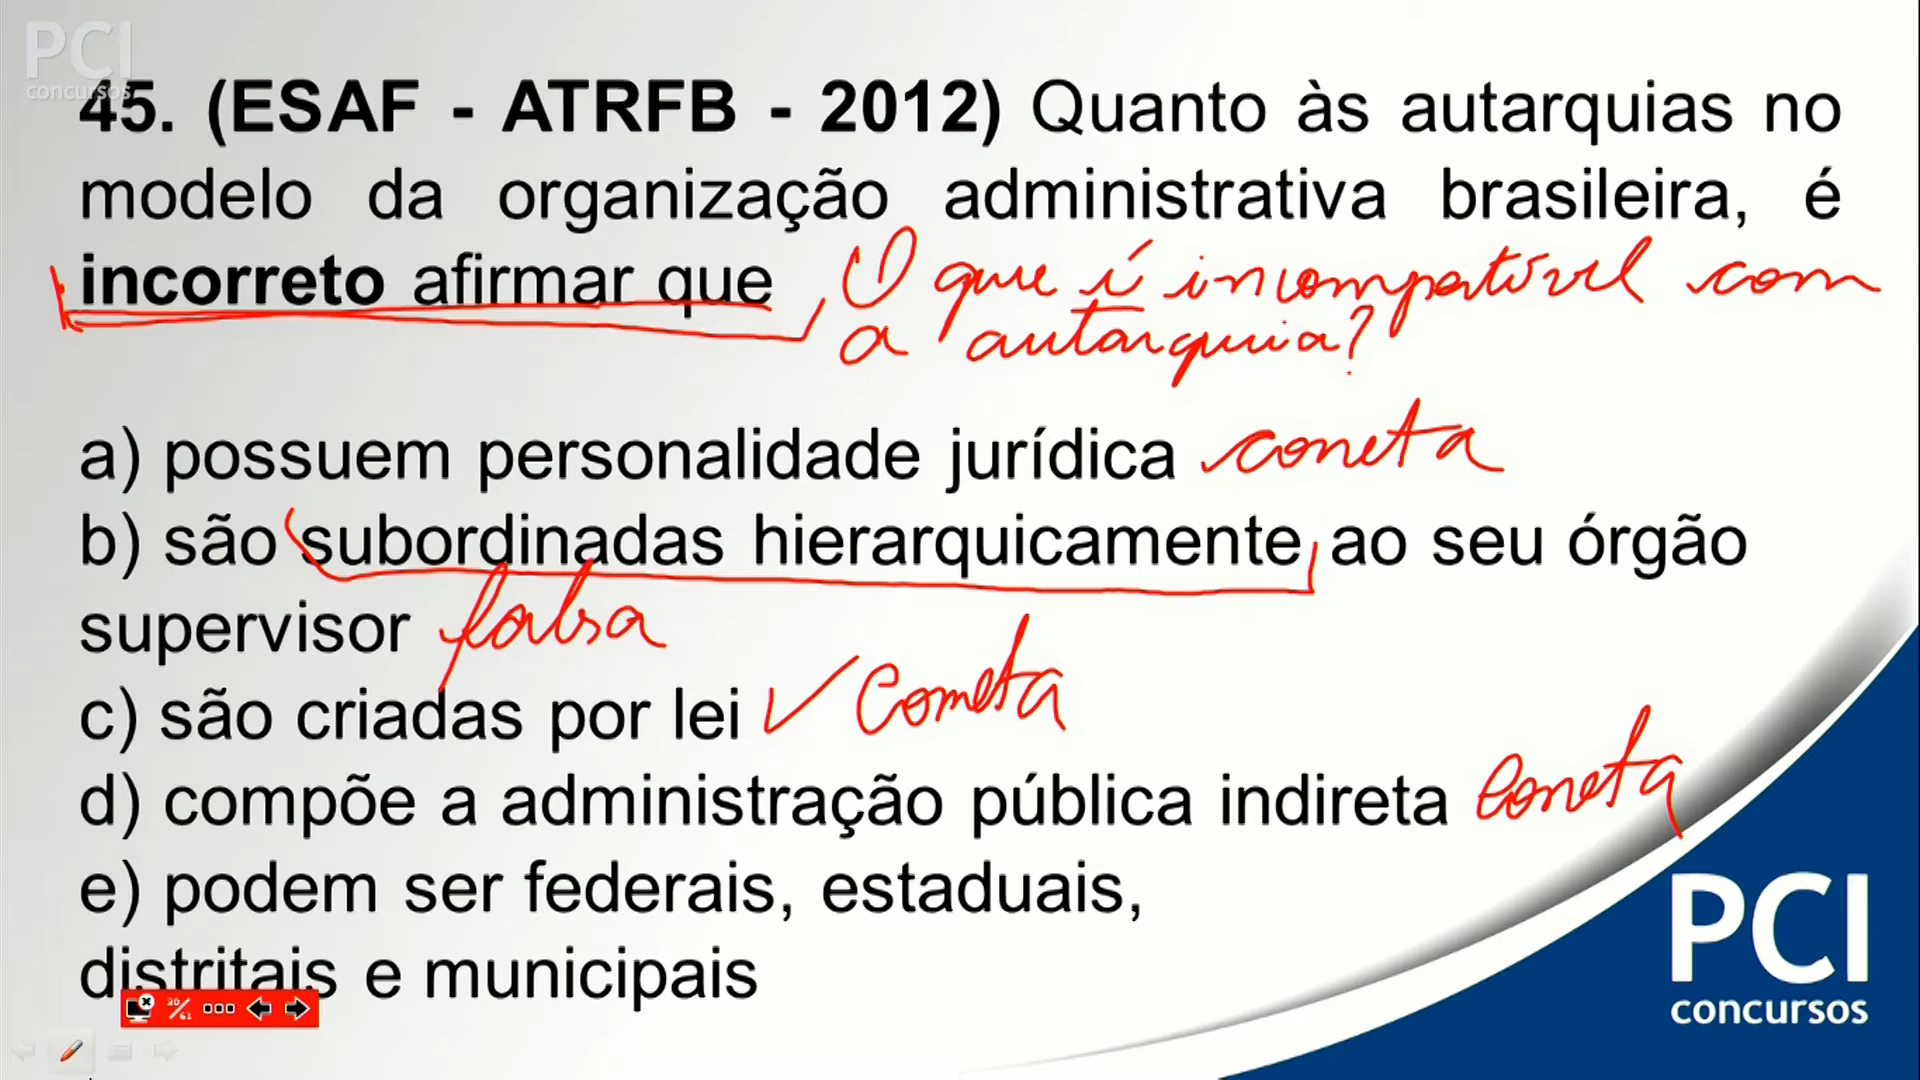 PCI
concursos
45. (ESAF - ATRFB - 2012) Quanto às autarquias no
modelo da organização administrativa brasileira, é
incorreto afirmar que O que é incompatível com
a autarquia?
a) possuem personalidade jurídica correta
b) são subordinadas hierarquicamente ao seu órgão
supervisor falsa
c) são criadas por lei ✓ correta
d) compõe a administração pública indireta correta
e) podem ser federais, estaduais,
distritais e municipais
30/61
PCI
concursos